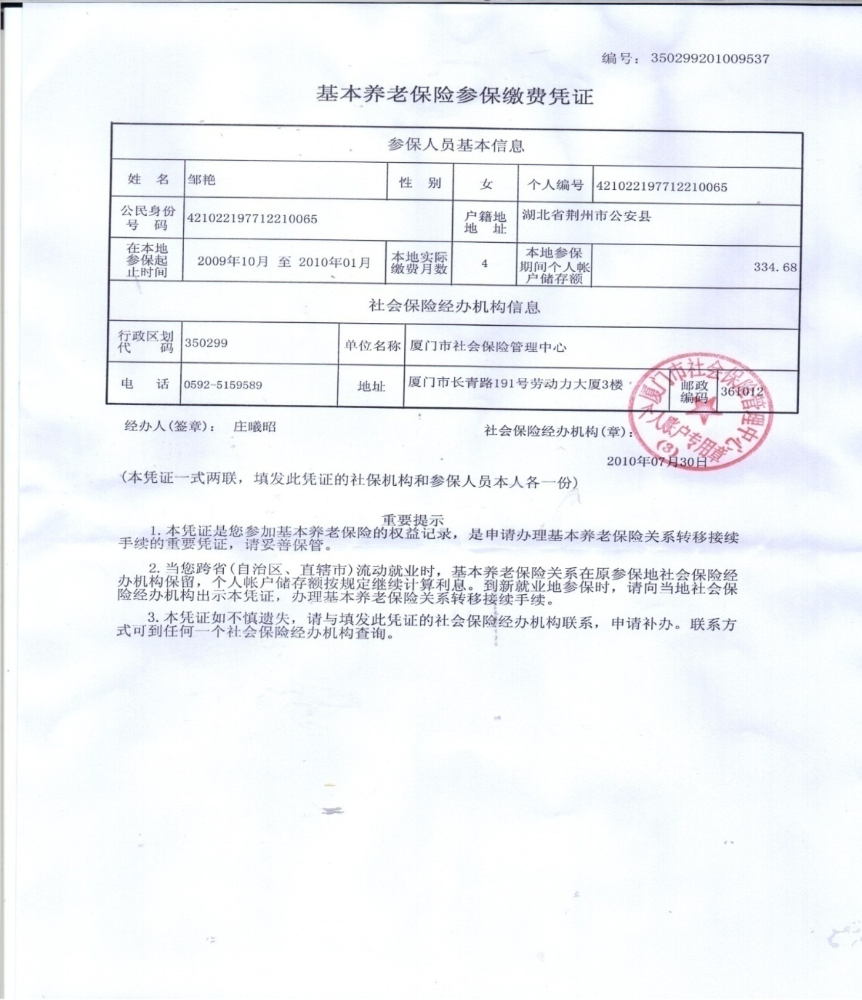 编号：350299201009537
基本养老保险参保缴费凭证
参保人员基本信息
姓 名 邹艳 性 别 女 个人编号 421022197712210065
公民身份号 码 421022197712210065 户籍地地 址 湖北省荆州市公安县
在本地参保起止时间 2009年10月 至 2010年01月 本地实际缴费月数 4 本地参保期间个人帐户储存额 334.68
社会保险经办机构信息
行政区划代 码 350299 单位名称 厦门市社会保险管理中心
电 话 0592-5159589 地址 厦门市长青路191号劳动力大厦3楼 邮政编码 361012
经办人(签章)： 庄曦昭 社会保险经办机构(章)：
厦门市社会保险管理中心
个人账户专用章
(3)
2010年07月30日
(本凭证一式两联，填发此凭证的社保机构和参保人员本人各一份)
重要提示
1.本凭证是您参加基本养老保险的权益记录，是申请办理基本养老保险关系转移接续
手续的重要凭证，请妥善保管。
2.当您跨省(自治区、直辖市)流动就业时，基本养老保险关系在原参保地社会保险经
办机构保留，个人帐户储存额按规定继续计算利息。到新就业地参保时，请向当地社会保
险经办机构出示本凭证，办理基本养老保险关系转移接续手续。
3.本凭证如不慎遗失，请与填发此凭证的社会保险经办机构联系，申请补办。联系方
式可到任何一个社会保险经办机构查询。